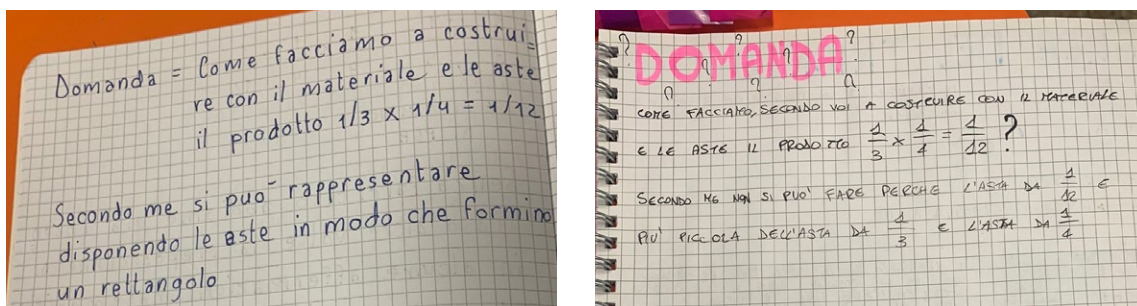 Domanda = Come facciamo a costrui=
re con il materiale e le aste
il prodotto 1/3 x 1/4 = 1/12
Secondo me si può rappresentare
disponendo le aste in modo che formino
un rettangolo
? ? ? ?
DOMANDA
? ? ? ?
COME FACCIAMO, SECONDO VOI A COSTRUIRE CON IL MATERIALE
E LE ASTE IL PRODOTTO 1/3 x 1/4 = 1/12 ?
SECONDO ME NON SI PUO' FARE PERCHE L'ASTA DA 1/12 E
PIU' PICCOLA DELL'ASTA DA 1/3 E L'ASTA DA 1/4